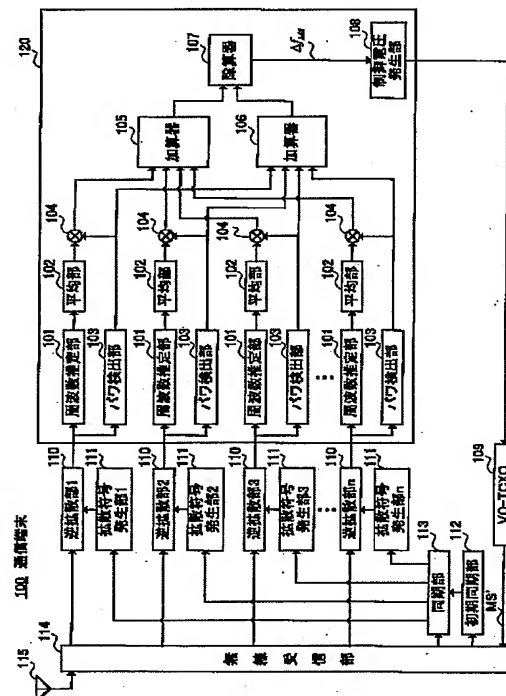 100 通信端末
120
115
114
無線受信部
110
逆拡散部1
111
拡散符号
発生部1
101
周波数推定部
102
平均部
104
103
パワ検出部
110
逆拡散部2
111
拡散符号
発生部2
101
周波数推定部
102
平均部
104
103
パワ検出部
110
逆拡散部3
111
拡散符号
発生部3
101
周波数推定部
102
平均部
104
103
パワ検出部
110
逆拡散部n
111
拡散符号
発生部n
101
周波数推定部
102
平均部
104
103
パワ検出部
105
加算器
106
加算器
107
除算器
108
制御電圧
発生部
113
同期部
112
初期同期部
MS'
109
VC-TCXO